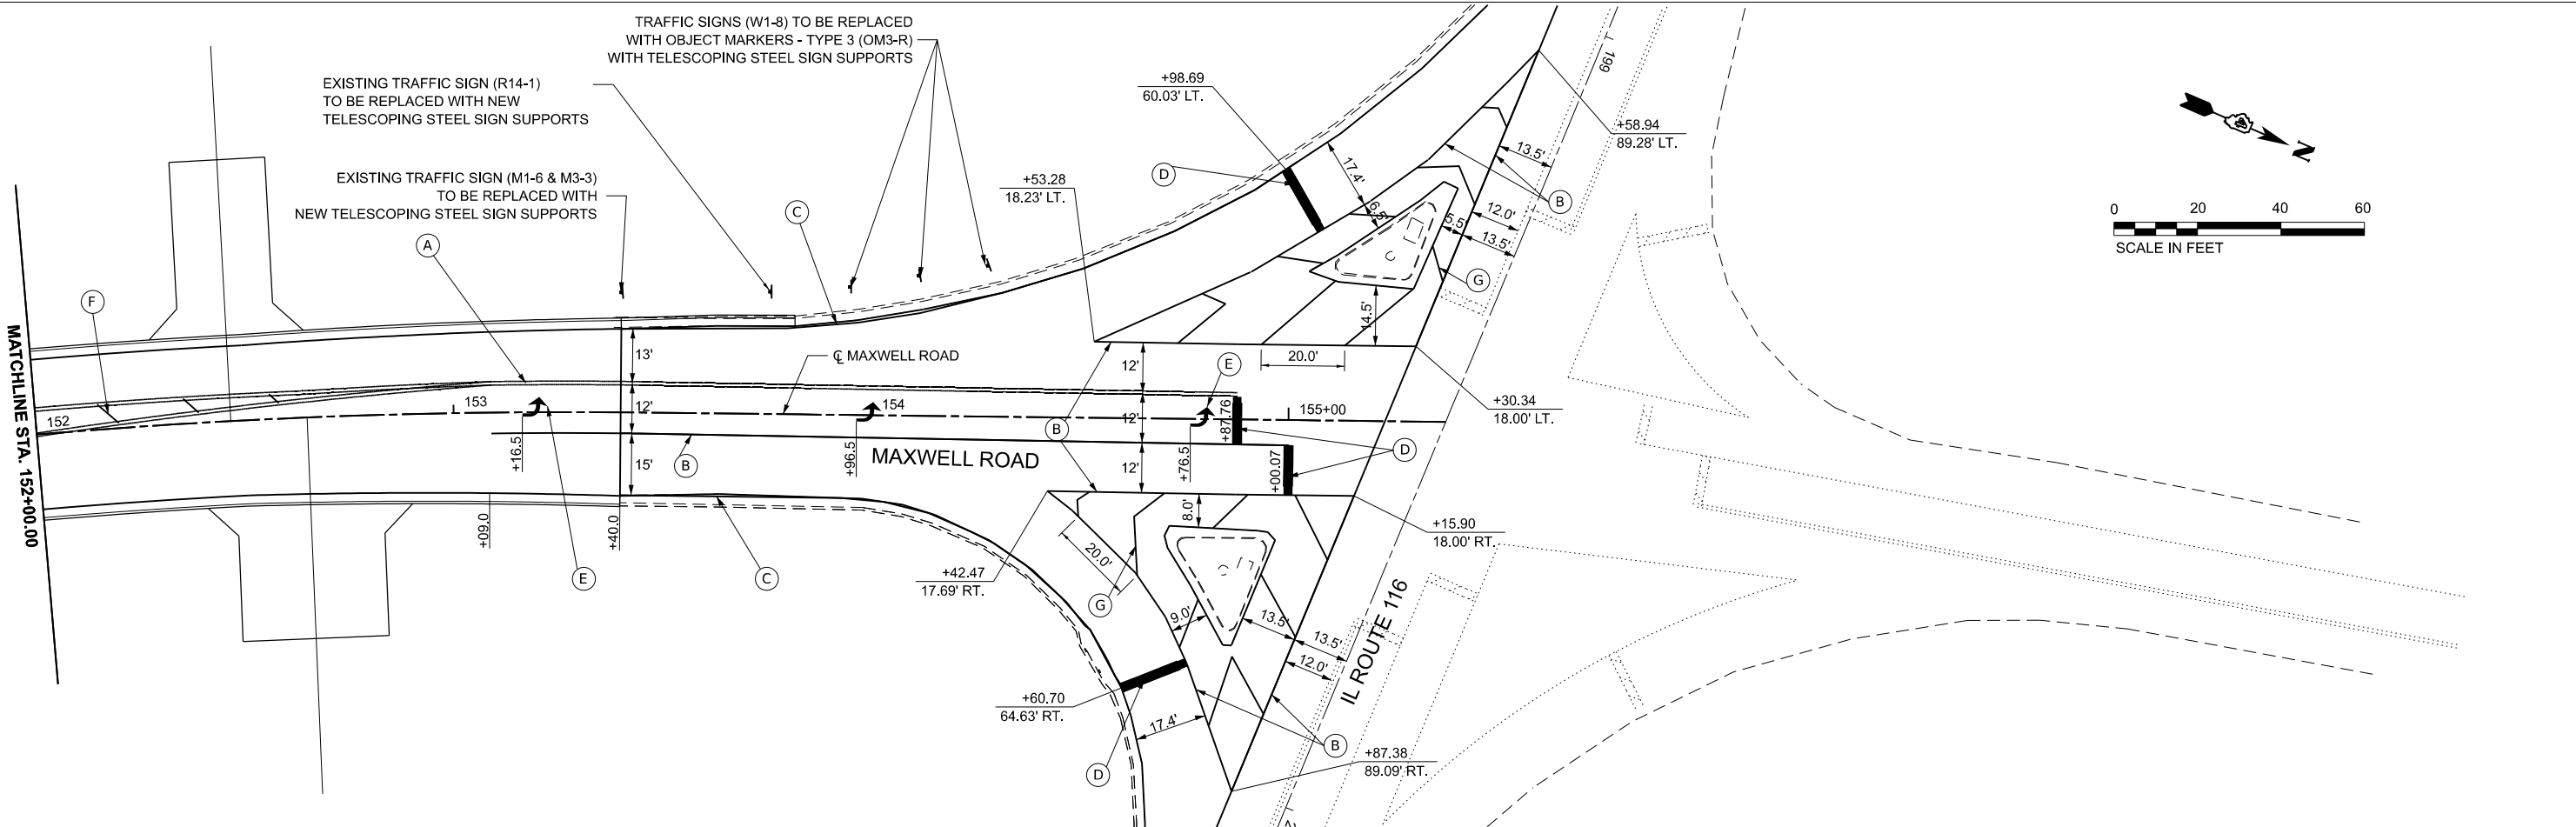 TRAFFIC SIGNS (W1-8) TO BE REPLACED
WITH OBJECT MARKERS - TYPE 3 (OM3-R)
WITH TELESCOPING STEEL SIGN SUPPORTS
EXISTING TRAFFIC SIGN (R14-1)
TO BE REPLACED WITH NEW
TELESCOPING STEEL SIGN SUPPORTS
EXISTING TRAFFIC SIGN (M1-6 & M3-3)
TO BE REPLACED WITH
NEW TELESCOPING STEEL SIGN SUPPORTS
+98.69
60.03' LT.
+53.28
18.23' LT.
+58.94
89.28' LT.
199
N
0 20 40 60
SCALE IN FEET
A
C
D
B
F
G
E
17.4'
6.5'
5.5'
13.5'
12.0'
13.5'
14.5'
20.0'
MATCHLINE STA. 152+00.00
152
153
154
155+00
℄ MAXWELL ROAD
13'
12'
15'
12'
12'
12'
+16.5
+96.5
+76.5
+87.76
+00.07
+09.0
+40.0
MAXWELL ROAD
B
B
D
E
C
G
+30.34
18.00' LT.
+15.90
18.00' RT.
+42.47
17.69' RT.
8.0'
20.0'
9.0'
13.5'
13.5'
12.0'
IL ROUTE 116
+60.70
64.63' RT.
17.4'
D
B
+87.38
89.09' RT.